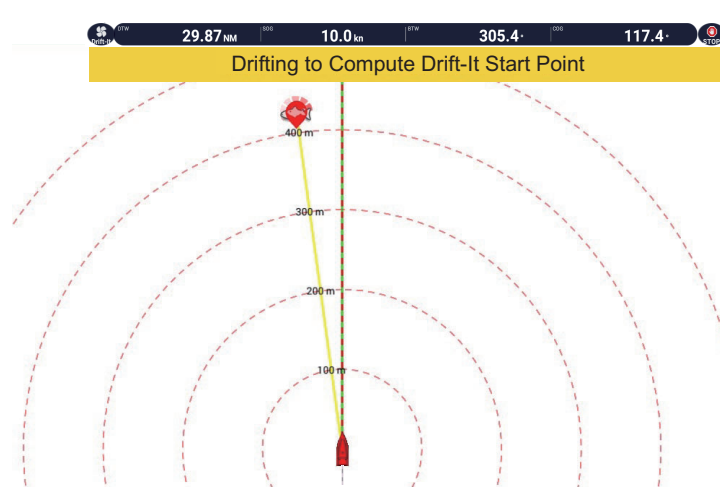 Drift-It DTW 29.87 NM SOG 10.0 kn BTW 305.4° COG 117.4° STOP
Drifting to Compute Drift-It Start Point
400 m
300 m
200 m
100 m